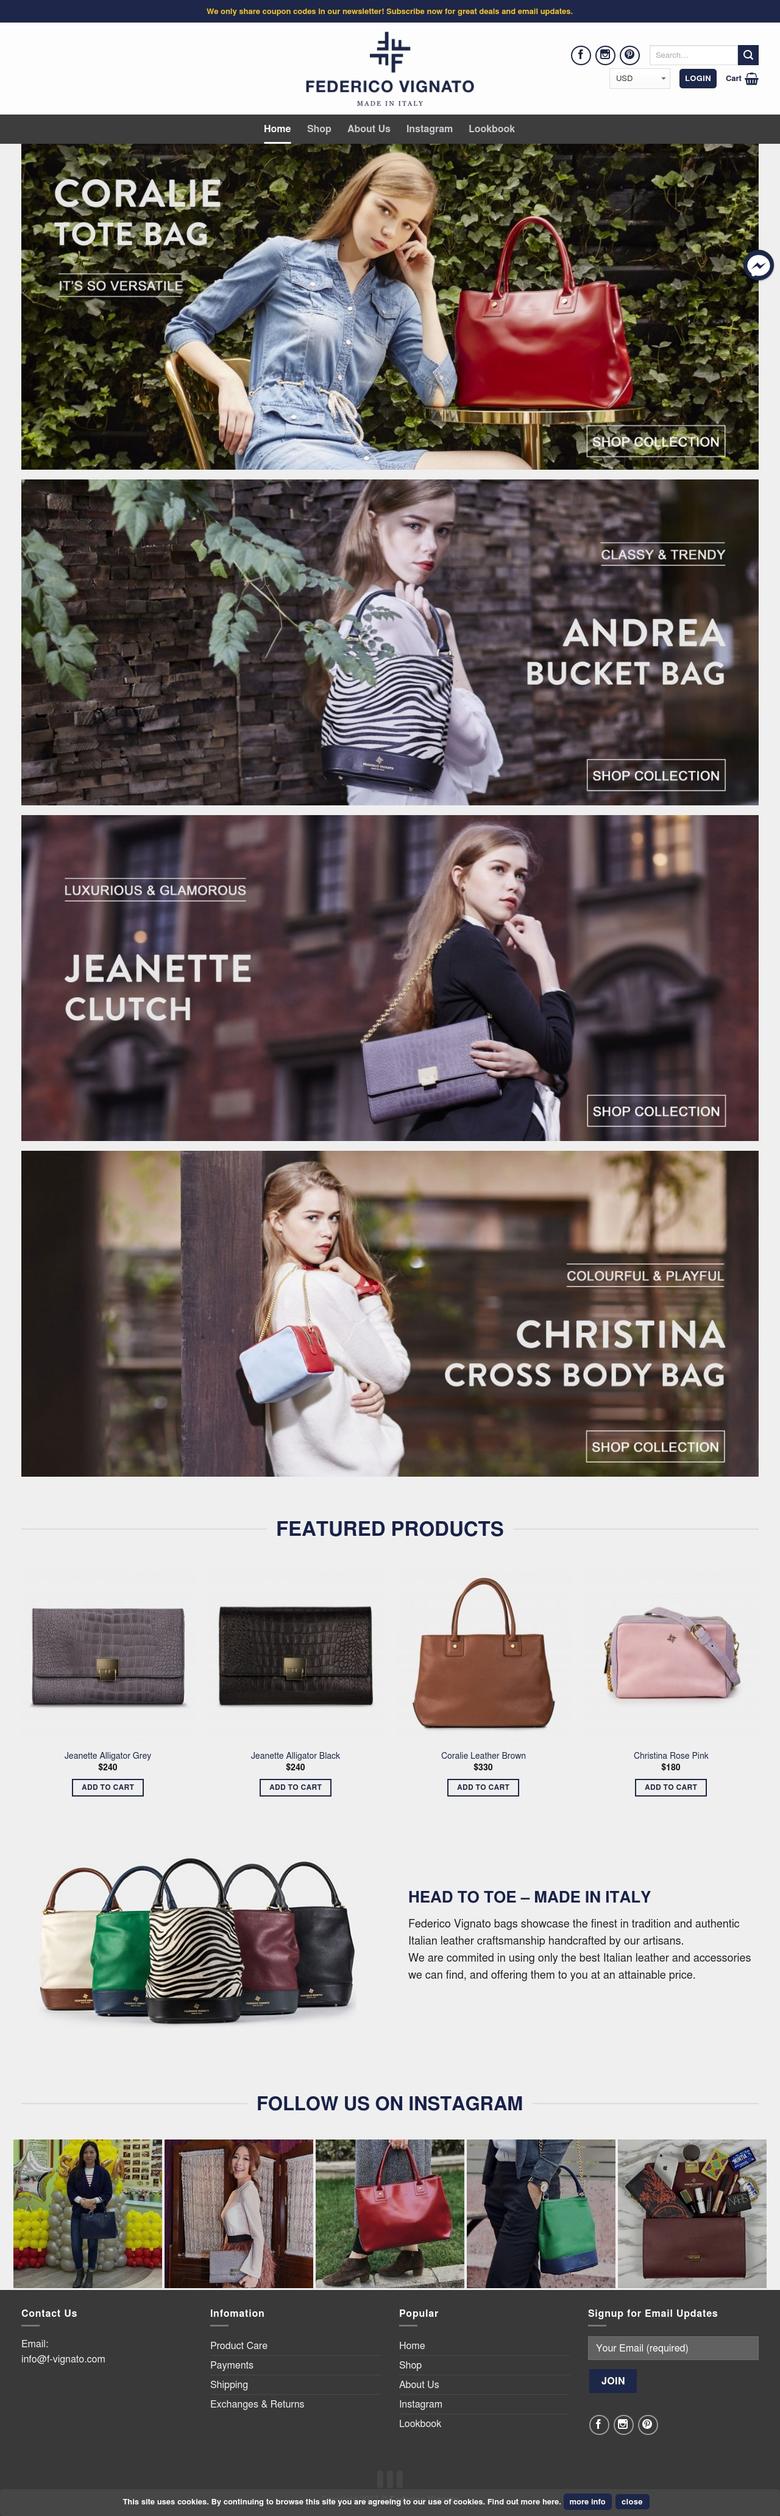 We only share coupon codes in our newsletter! Subscribe now for great deals and email updates.
FEDERICO VIGNATO
MADE IN ITALY
Search...
USD
LOGIN
Cart
Home
Shop
About Us
Instagram
Lookbook
CORALIE
TOTE BAG
IT'S SO VERSATILE
SHOP COLLECTION
CLASSY & TRENDY
ANDREA
BUCKET BAG
SHOP COLLECTION
LUXURIOUS & GLAMOROUS
JEANETTE
CLUTCH
SHOP COLLECTION
COLOURFUL & PLAYFUL
CHRISTINA
CROSS BODY BAG
SHOP COLLECTION
FEATURED PRODUCTS
Jeanette Alligator Grey
$240
ADD TO CART
Jeanette Alligator Black
$240
ADD TO CART
Coralie Leather Brown
$330
ADD TO CART
Christina Rose Pink
$180
ADD TO CART
HEAD TO TOE – MADE IN ITALY
Federico Vignato bags showcase the finest in tradition and authentic
Italian leather craftsmanship handcrafted by our artisans.
We are commited in using only the best Italian leather and accessories
we can find, and offering them to you at an attainable price.
FOLLOW US ON INSTAGRAM
Contact Us
Email:
info@f-vignato.com
Infomation
Product Care
Payments
Shipping
Exchanges & Returns
Popular
Home
Shop
About Us
Instagram
Lookbook
Signup for Email Updates
Your Email (required)
JOIN
This site uses cookies. By continuing to browse this site you are agreeing to our use of cookies. Find out more here.
more info
close